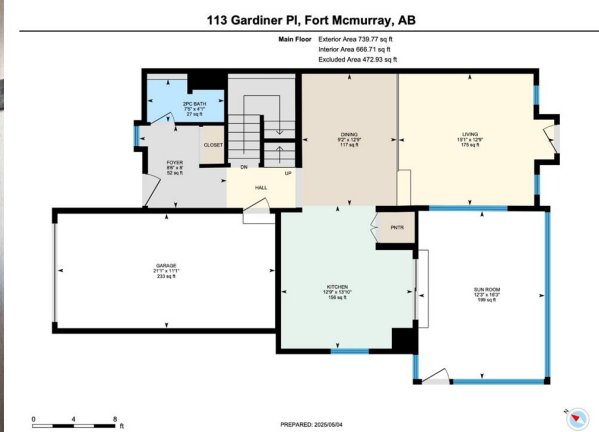 113 Gardiner Pl, Fort Mcmurray, AB
Main Floor Exterior Area 739.77 sq ft
Interior Area 666.71 sq ft
Excluded Area 472.93 sq ft
2PC BATH
7'5" x 4'1"
27 sq ft
CLOSET
FOYER
6'6" x 8'
52 sq ft
DN
UP
HALL
DINING
9'2" x 12'9"
117 sq ft
LIVING
15'1" x 12'9"
175 sq ft
PNTR
GARAGE
21'1" x 11'1"
233 sq ft
KITCHEN
12'9" x 13'10"
158 sq ft
SUN ROOM
12'3" x 16'3"
199 sq ft
0 4 8
ft
PREPARED: 2025/05/04
N